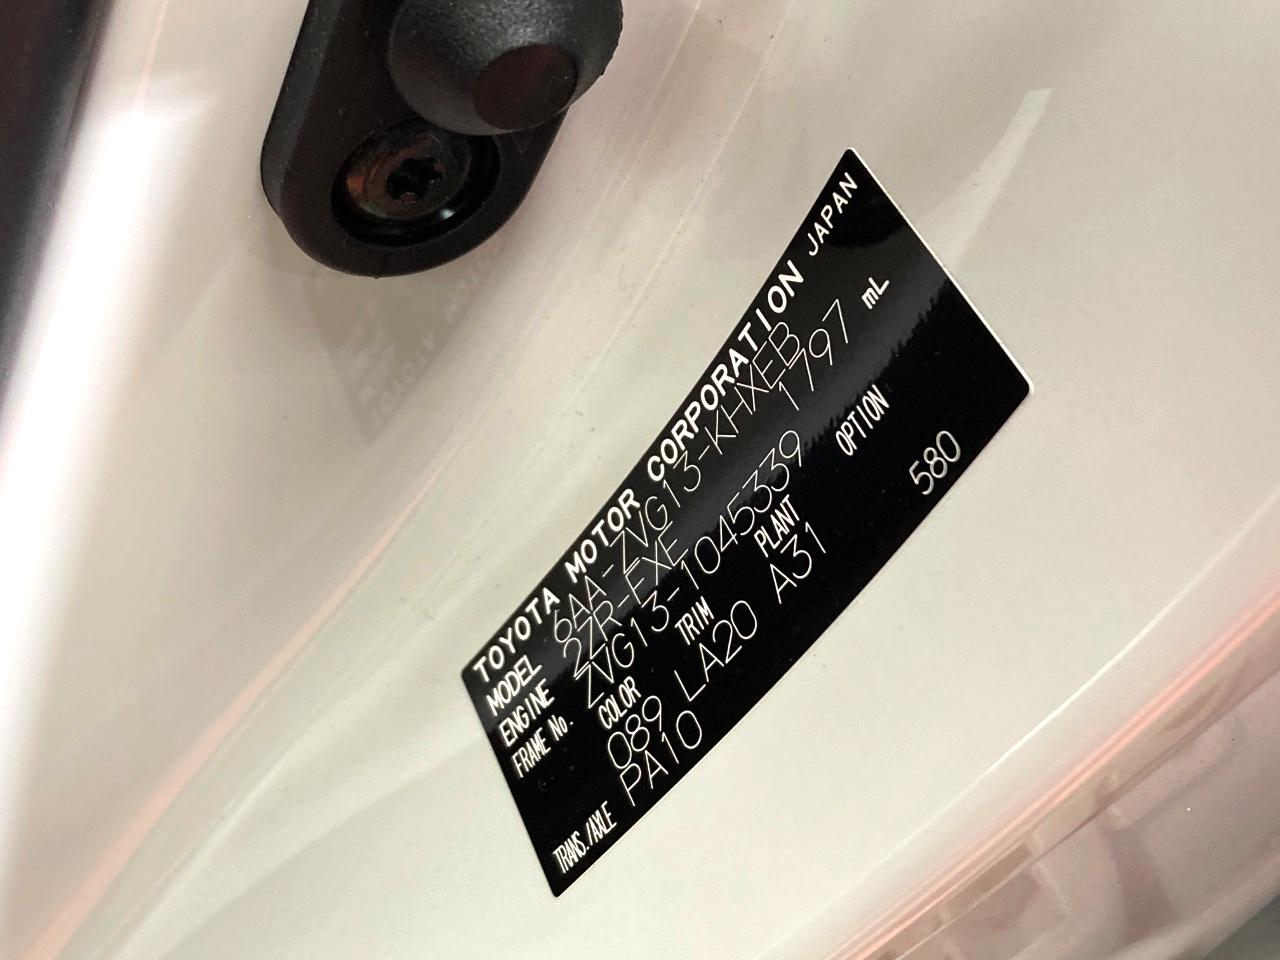 TOYOTA MOTOR CORPORATION JAPAN
MODEL 6AA-ZVG13-KHXEB
ENGINE 2ZR-FXE 1797 mL
FRAME No. ZVG13-1045339
COLOR TRIM PLANT OPTION
089 LA20 A31 580
TRANS./AXLE PA10